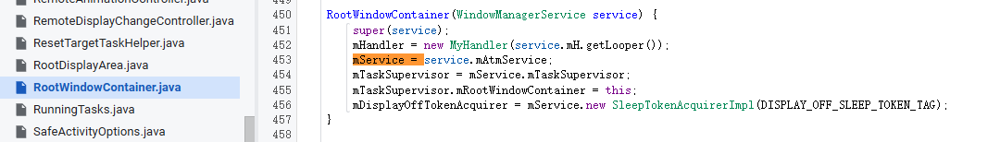 RemoteAnimationController.java
RemoteDisplayChangeController.java
ResetTargetTaskHelper.java
RootDisplayArea.java
RootWindowContainer.java
RunningTasks.java
SafeActivityOptions.java
449
450 RootWindowContainer(WindowManagerService service) {
451 super(service);
452 mHandler = new MyHandler(service.mH.getLooper());
453 mService = service.mAtmService;
454 mTaskSupervisor = mService.mTaskSupervisor;
455 mTaskSupervisor.mRootWindowContainer = this;
456 mDisplayOffTokenAcquirer = mService.new SleepTokenAcquirerImpl(DISPLAY_OFF_SLEEP_TOKEN_TAG);
457 }
458